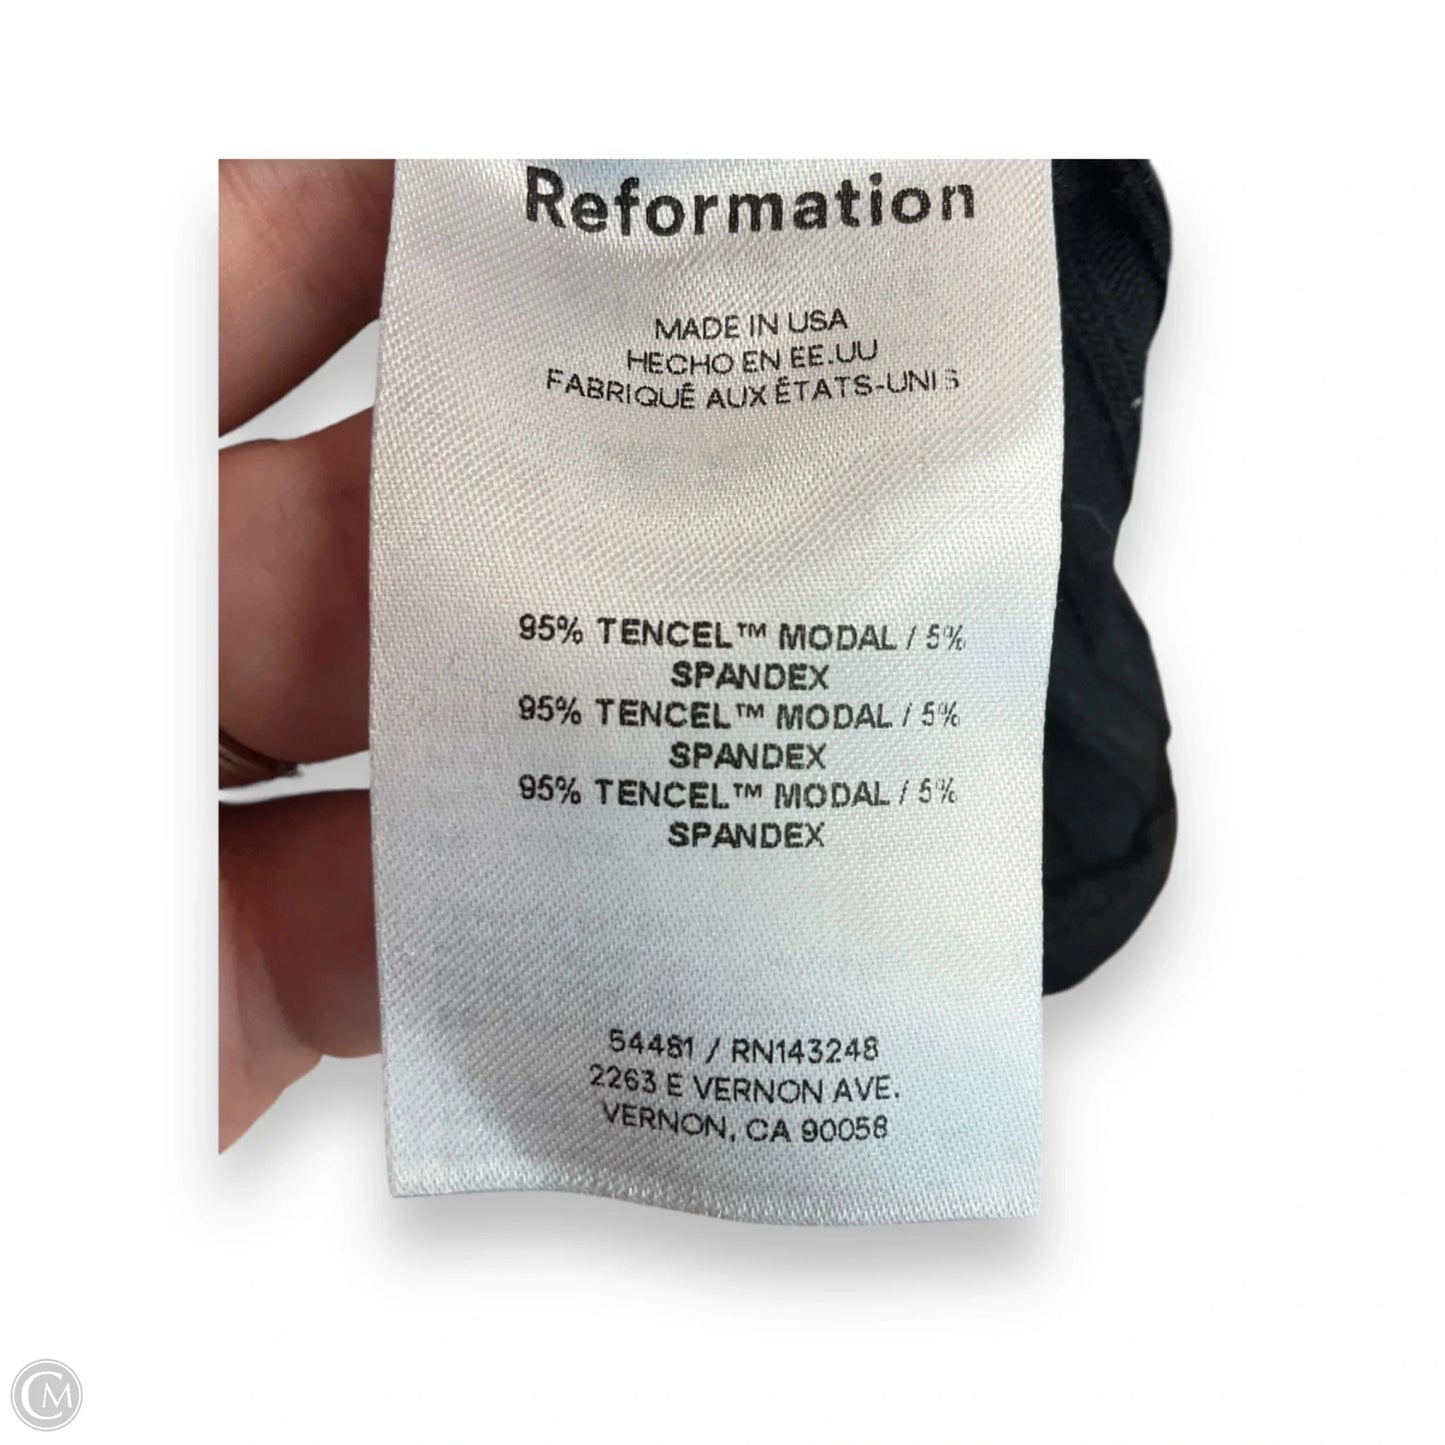 Reformation
MADE IN USA
HECHO EN EE.UU
FABRIQUÉ AUX ÉTATS-UNIS
95% TENCEL™ MODAL / 5%
SPANDEX
95% TENCEL™ MODAL / 5%
SPANDEX
95% TENCEL™ MODAL / 5%
SPANDEX
54481 / RN143248
2263 E VERNON AVE.
VERNON, CA 90058
CM